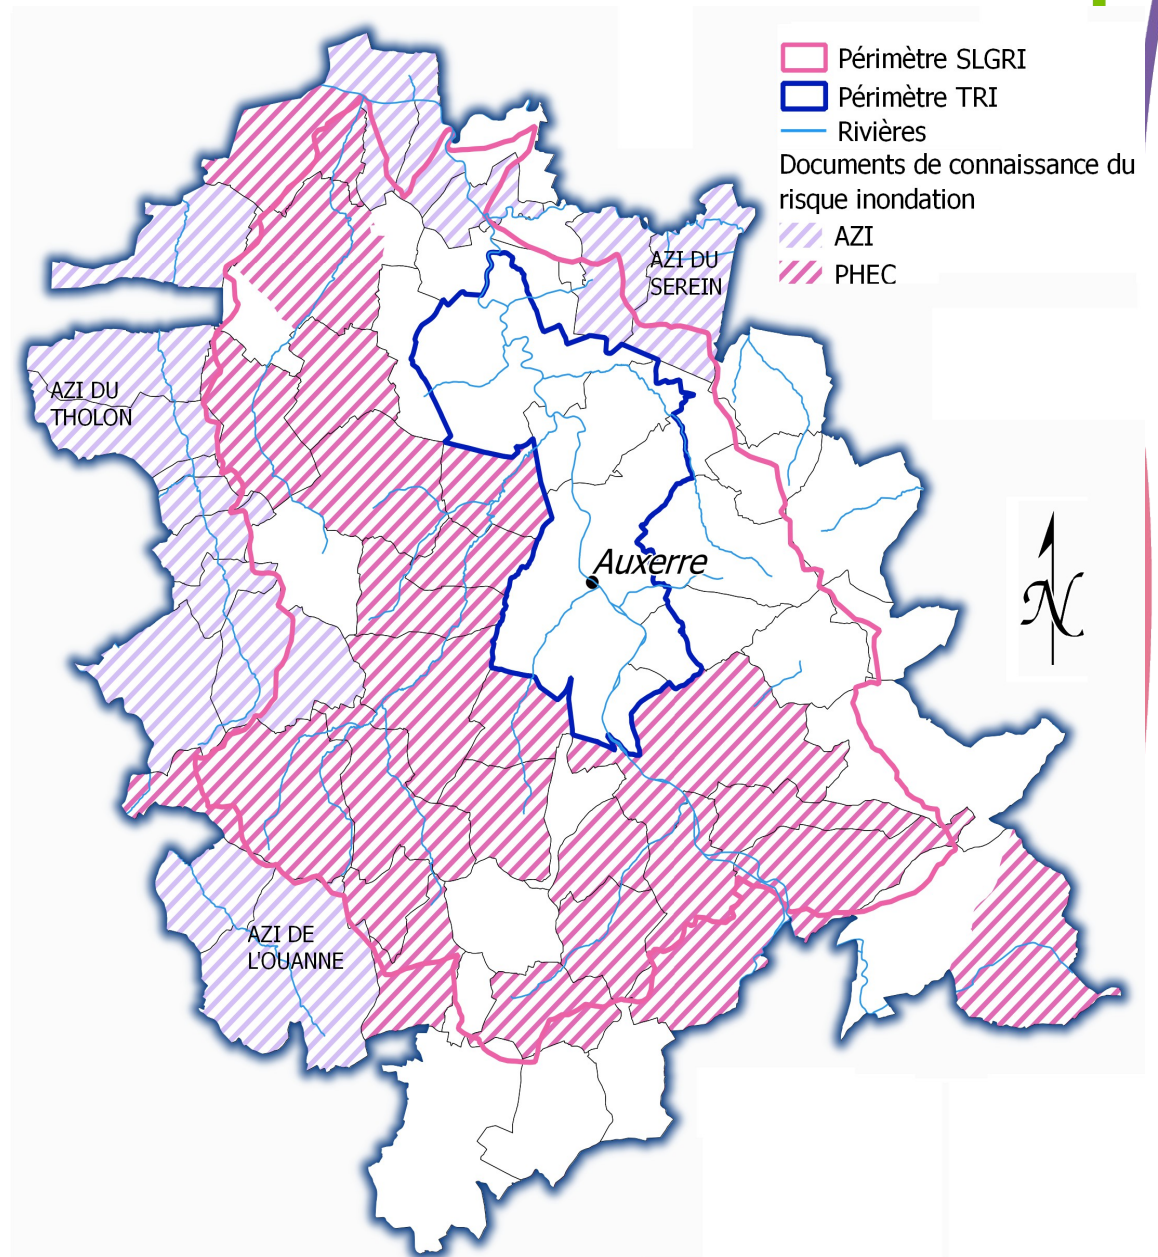 Périmètre SLGRI
Périmètre TRI
Rivières
Documents de connaissance du
risque inondation
AZI
PHEC
AZI DU
SEREIN
AZI DU
THOLON
Auxerre
N
AZI DE
L'OUANNE